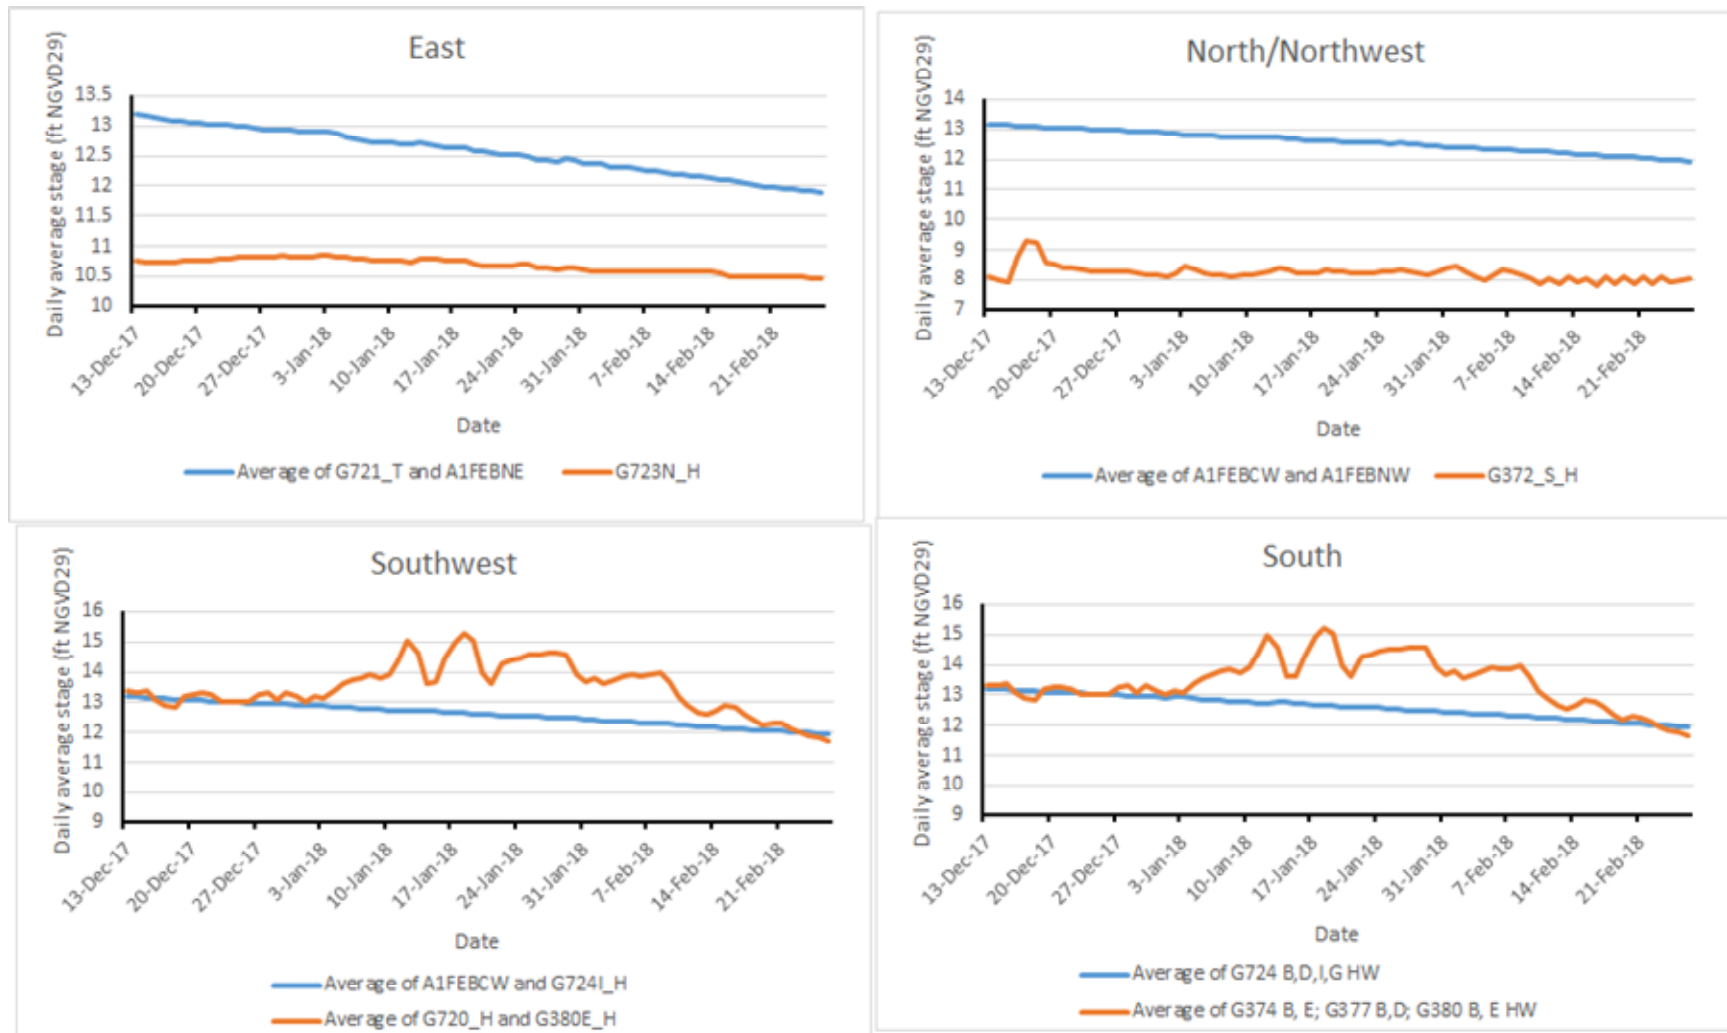 East
Daily average stage (ft NGVD29)
13.5
13
12.5
12
11.5
11
10.5
10
13-Dec-17
20-Dec-17
27-Dec-17
3-Jan-18
10-Jan-18
17-Jan-18
24-Jan-18
31-Jan-18
7-Feb-18
14-Feb-18
21-Feb-18
Date
Average of G721_T and A1FEBNE
G723N_H
North/Northwest
Daily average stage (ft NGVD29)
14
13
12
11
10
9
8
7
13-Dec-17
20-Dec-17
27-Dec-17
3-Jan-18
10-Jan-18
17-Jan-18
24-Jan-18
31-Jan-18
7-Feb-18
14-Feb-18
21-Feb-18
Date
Average of A1FEBCW and A1FEBNW
G372_S_H
Southwest
Daily average stage (ft NGVD29)
16
15
14
13
12
11
10
9
13-Dec-17
20-Dec-17
27-Dec-17
3-Jan-18
10-Jan-18
17-Jan-18
24-Jan-18
31-Jan-18
7-Feb-18
14-Feb-18
21-Feb-18
Date
Average of A1FEBCW and G724I_H
Average of G720_H and G380E_H
South
Daily average stage (ft NGVD29)
16
15
14
13
12
11
10
9
13-Dec-17
20-Dec-17
27-Dec-17
3-Jan-18
10-Jan-18
17-Jan-18
24-Jan-18
31-Jan-18
7-Feb-18
14-Feb-18
21-Feb-18
Date
Average of G724 B,D,I,G HW
Average of G374 B, E; G377 B,D; G380 B, E HW